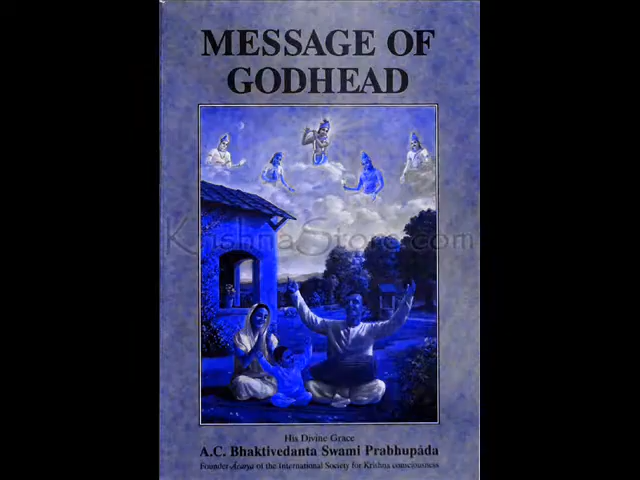 MESSAGE OF
GODHEAD
KrishnaStore.com
His Divine Grace
A.C. Bhaktivedanta Swami Prabhupāda
Founder-Ācārya of the International Society for Krishna consciousness